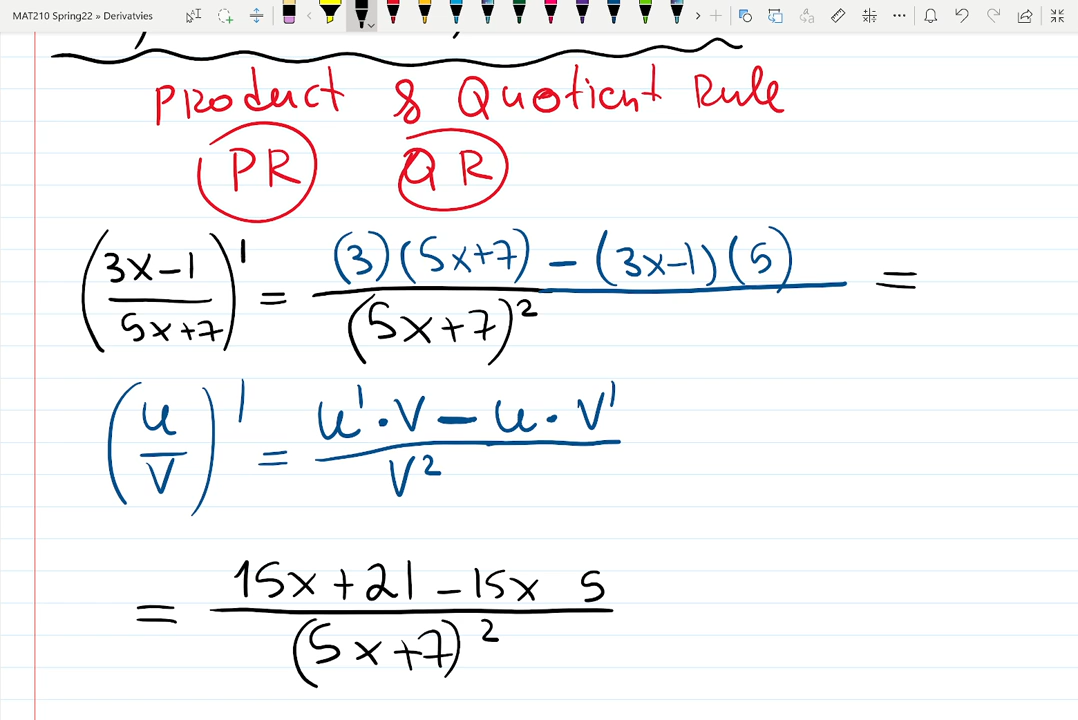 MAT210 Spring22 » Derivatvies
Product & Quotient Rule
PR QR
((3x-1)/(5x+7))' = ((3)(5x+7) - (3x-1)(5))/(5x+7)² =
(u/v)' = (u'·v - u·v')/v²
= (15x+21-15x 5)/(5x+7)²